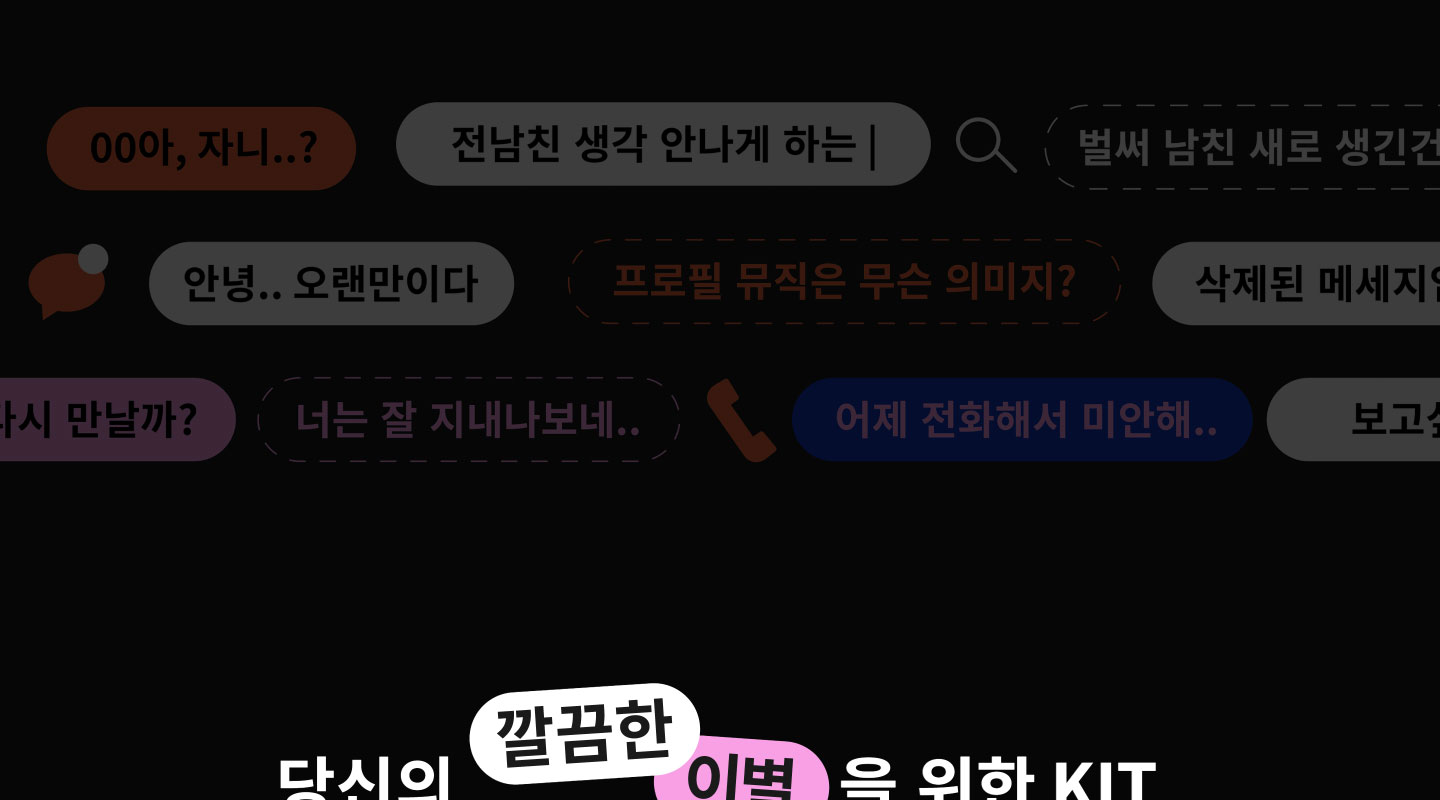 00아, 자니..?
전남친 생각 안나게 하는 |
벌써 남친 새로 생긴건
안녕.. 오랜만이다
프로필 뮤직은 무슨 의미지?
삭제된 메세지
다시 만날까?
너는 잘 지내나보네..
어제 전화해서 미안해..
보고싶
당신의 깔끔한 이별을 위한 KIT